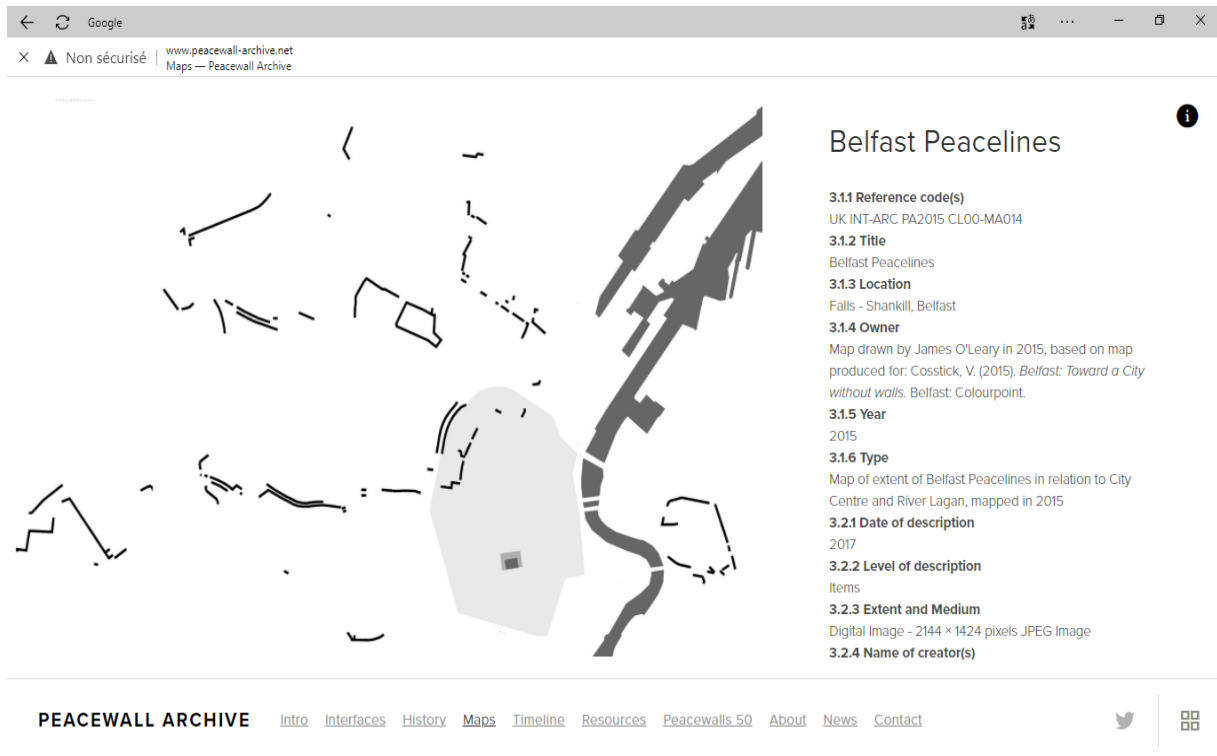 Google
Non sécurisé
www.peacewall-archive.net
Maps — Peacewall Archive
Belfast Peacelines
3.1.1 Reference code(s)
UK INT-ARC PA2015 CL00-MA014
3.1.2 Title
Belfast Peacelines
3.1.3 Location
Falls - Shankill, Belfast
3.1.4 Owner
Map drawn by James O'Leary in 2015, based on map
produced for: Cosstick, V. (2015). Belfast: Toward a City
without walls. Belfast: Colourpoint.
3.1.5 Year
2015
3.1.6 Type
Map of extent of Belfast Peacelines in relation to City
Centre and River Lagan, mapped in 2015
3.2.1 Date of description
2017
3.2.2 Level of description
Items
3.2.3 Extent and Medium
Digital Image - 2144 × 1424 pixels JPEG Image
3.2.4 Name of creator(s)
PEACEWALL ARCHIVE Intro Interfaces History Maps Timeline Resources Peacewalls 50 About News Contact